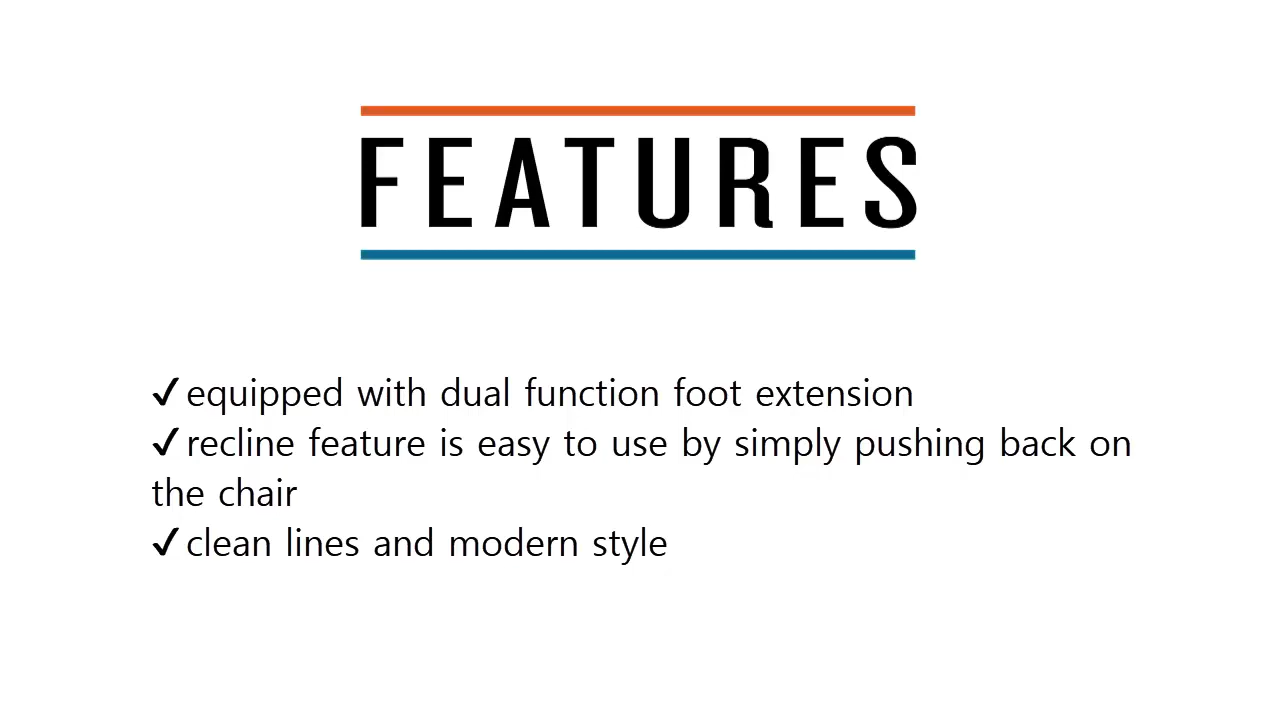 FEATURES
✓equipped with dual function foot extension
✓recline feature is easy to use by simply pushing back on
the chair
✓clean lines and modern style